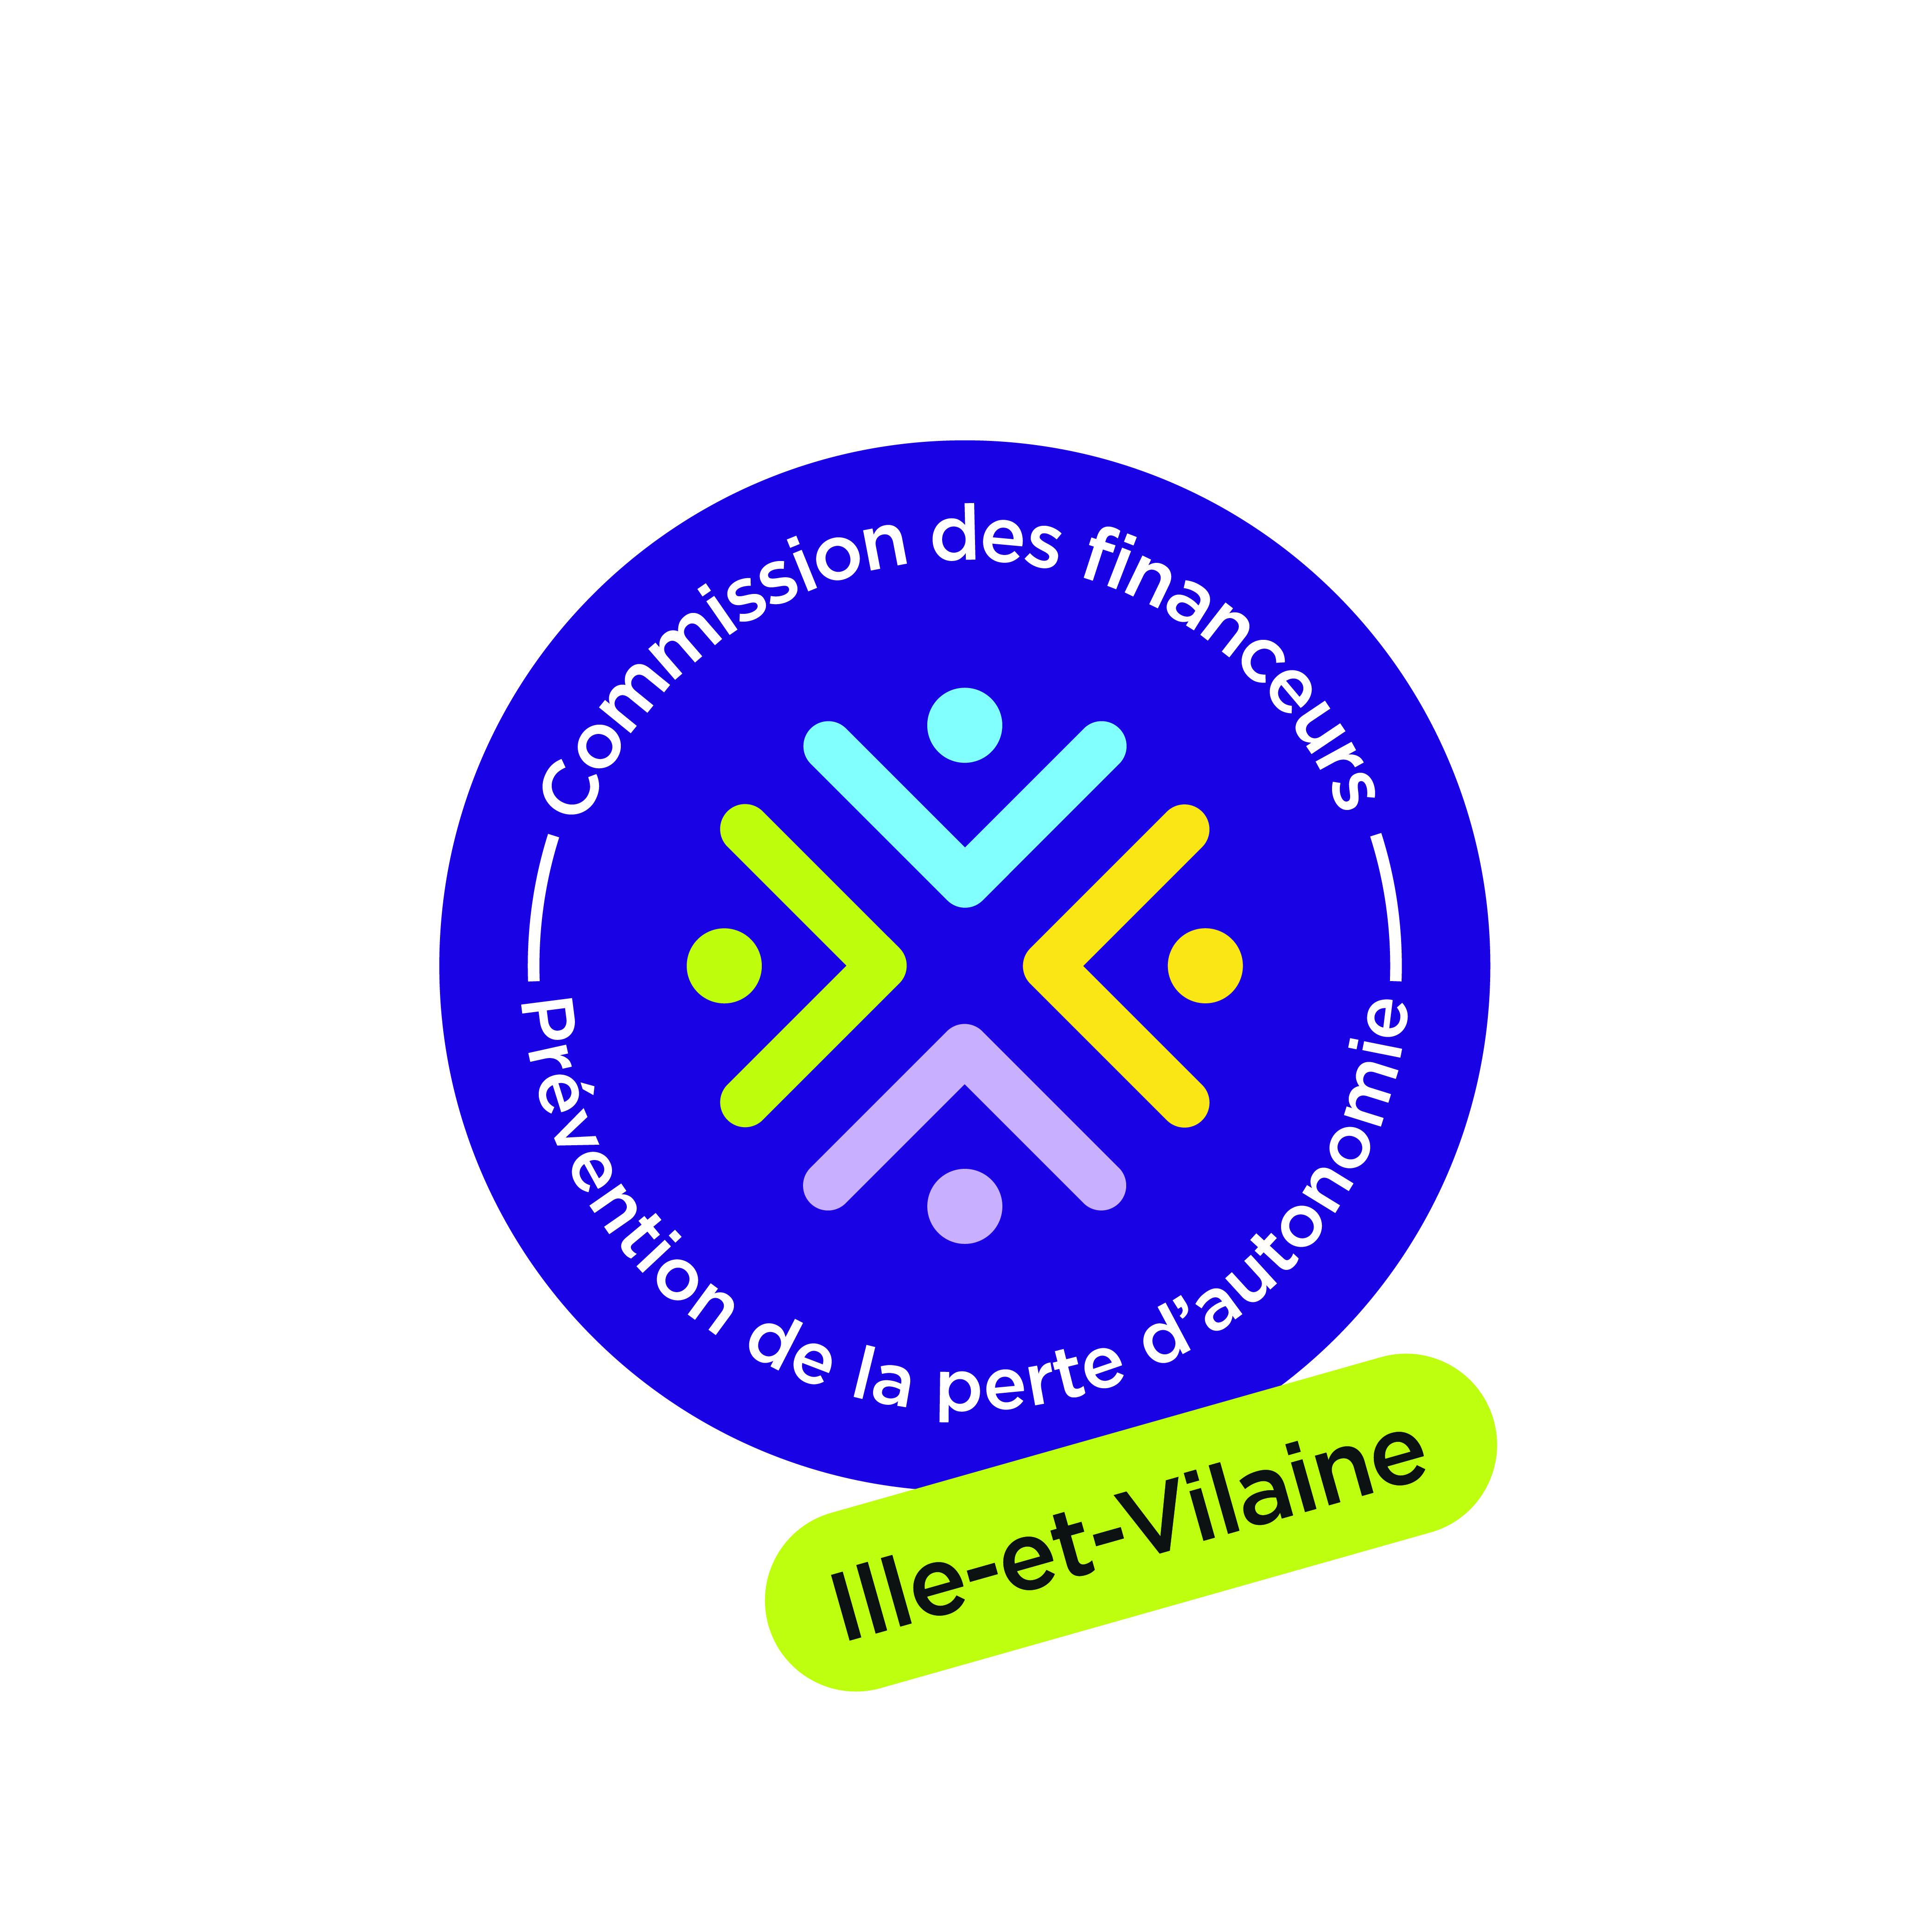 Commission des financeurs
Prévention de la perte d'autonomie
Ille-et-Vilaine